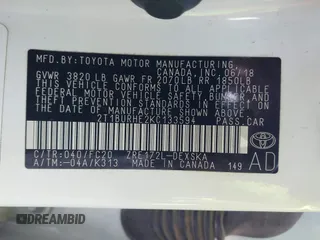 MFD.BY:TOYOTA MOTOR MANUFACTURING
CANADA, INC. 06/18
GVWR 3820 LB GAWR FR 2070LB RR 1850LB
THIS VEHICLE CONFORMS TO ALL APPLICABLE
FEDERAL MOTOR VEHICLE SAFETY, BUMPER,
AND THEFT PREVENTION STANDARDS IN EFFECT
ON THE DATE OF MANUFACTURE SHOWN ABOVE.
2T1BURHE2KC133594 PASS.CAR
C/TR:040/FC20 ZRE172L-DEXSKA
A/TM:-04A/K313 MADE IN CANADA 149
AD